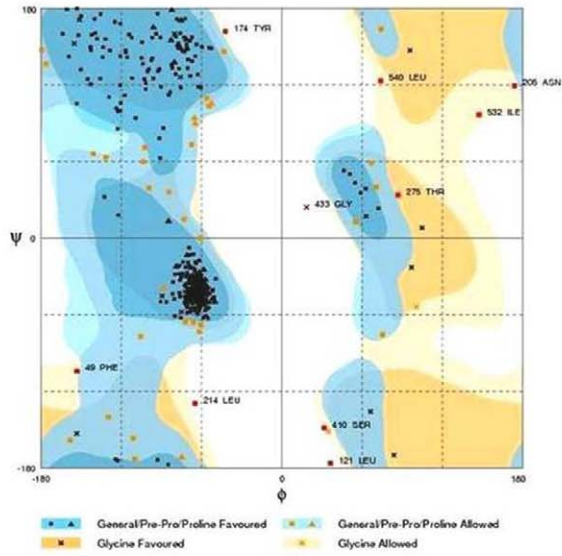 180
174 TYR
540 LEU
205 ASN
532 ILE
275 THR
433 GLY
Ψ
0
49 PHE
214 LEU
410 SER
121 LEU
-180
-180
0
180
ϕ
General/Pre-Pro/Proline Favoured
General/Pre-Pro/Proline Allowed
Glycine Favoured
Glycine Allowed